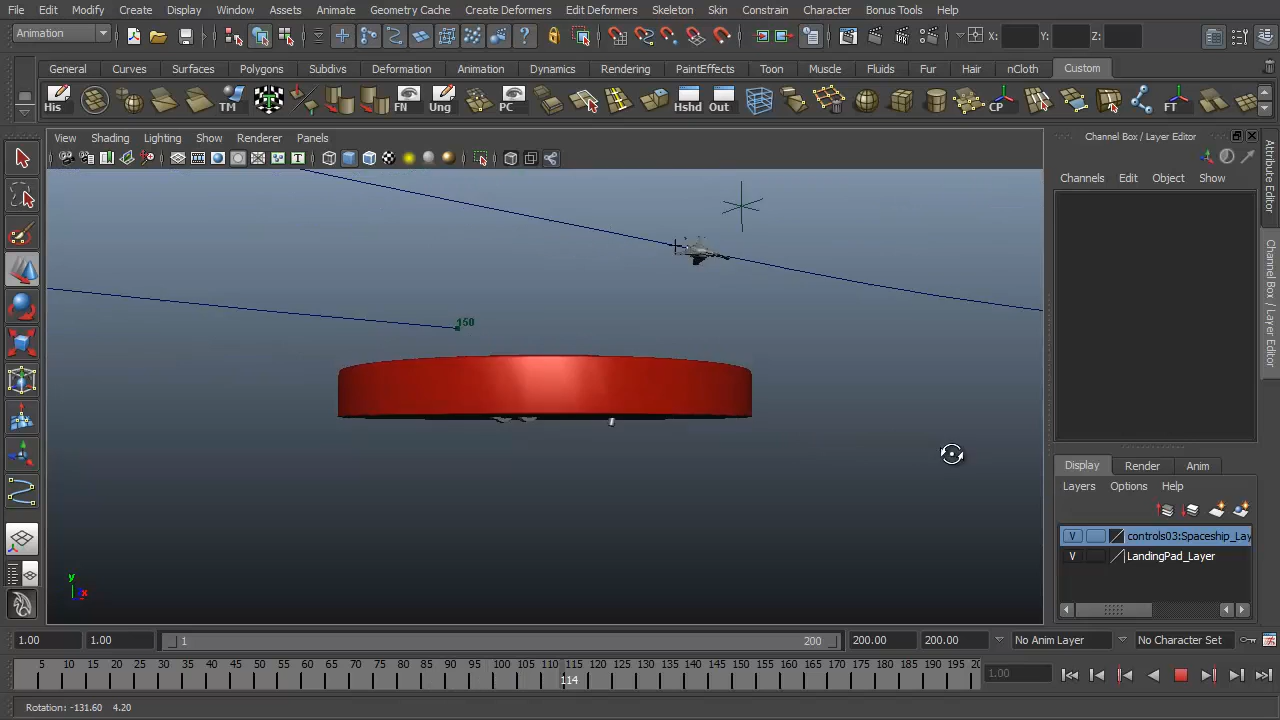 File Edit Modify Create Display Window Assets Animate Geometry Cache Create Deformers Edit Deformers Skeleton Skin Constrain Character Bonus Tools Help
Animation X: Y: Z:
General Curves Surfaces Polygons Subdivs Deformation Animation Dynamics Rendering PaintEffects Toon Muscle Fluids Fur Hair nCloth Custom
His TM FN Ung PC Hshd Out CP FT
View Shading Lighting Show Renderer Panels
Channel Box / Layer Editor
Channels Edit Object Show
Attribute Editor
Channel Box / Layer Editor
150
y
x
Display Render Anim
Layers Options Help
V controls03:Spaceship_Lay
V LandingPad_Layer
1.00 1.00 1 200 200.00 200.00 No Anim Layer No Character Set
5 10 15 20 25 30 35 40 45 50 55 60 65 70 75 80 85 90 95 100 105 110 115 120 125 130 135 140 145 150 155 160 165 170 175 180 185 190 195 20
114 1.00
Rotation: -131.60 4.20